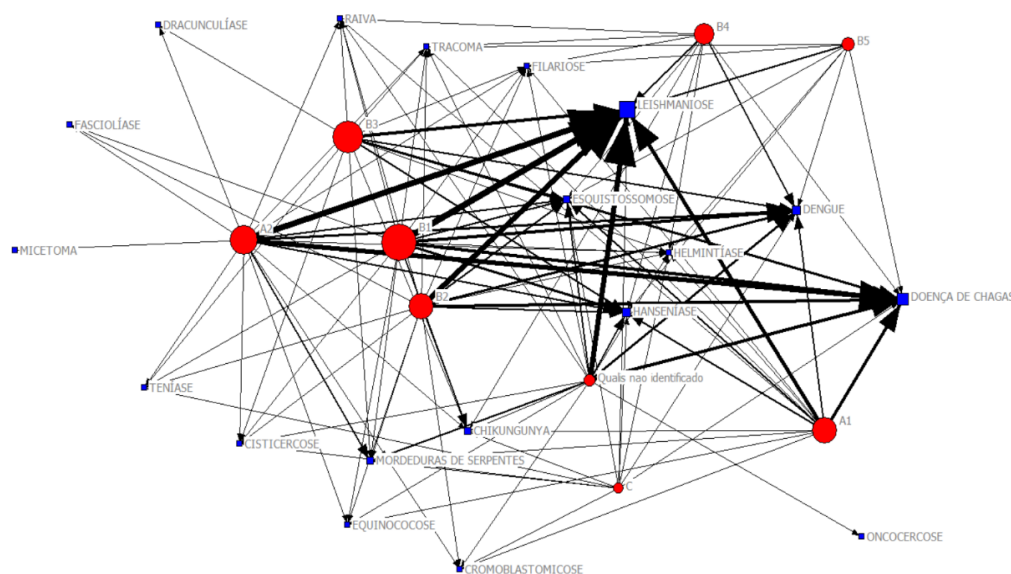 RAIVA
DRACUNCULÍASE
B4
B5
TRACOMA
FILARIOSE
LEISHMANIOSE
FASCIOLÍASE
B3
ESQUISTOSSOMOSE
DENGUE
A2
B1
MICETOMA
HELMINTÍASE
B2
DOENÇA DE CHAGAS
HANSENÍASE
Qualis nao identificado
TENÍASE
A1
CHIKUNGUNYA
CISTICERCOSE
MORDEDURAS DE SERPENTES
C
EQUINOCOCOSE
ONCOCERCOSE
CROMOBLASTOMICOSE